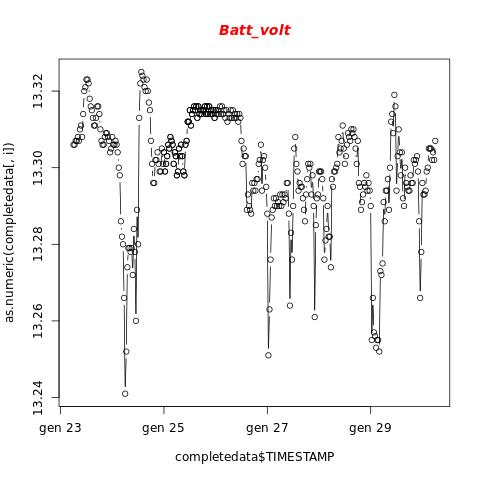 Batt_volt
as.numeric(completedata[, i])
13.32
13.30
13.28
13.26
13.24
gen 23
gen 25
gen 27
gen 29
completedata$TIMESTAMP